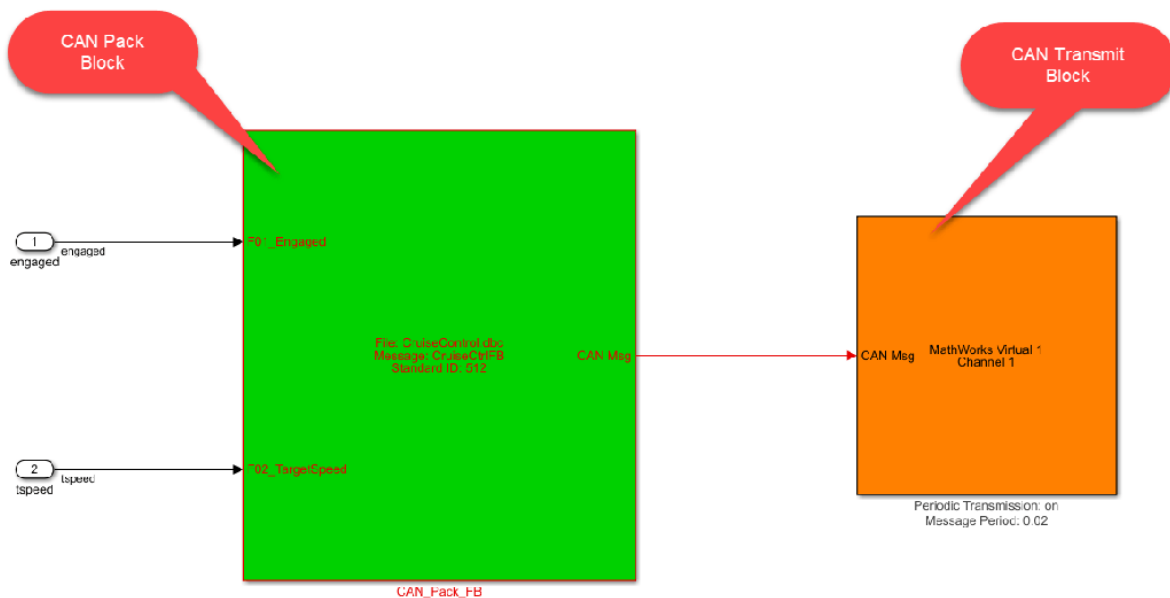 CAN Pack
Block
CAN Transmit
Block
1
engaged
engaged
F01_Engaged
File: CruiseControl.dbc
Message: CruiseCtrlFB
Standard ID: 512
CAN Msg
CAN Msg
MathWorks Virtual 1
Channel 1
2
tspeed
tspeed
F02_TargetSpeed
Periodic Transmission: on
Message Period: 0.02
CAN_Pack_FB